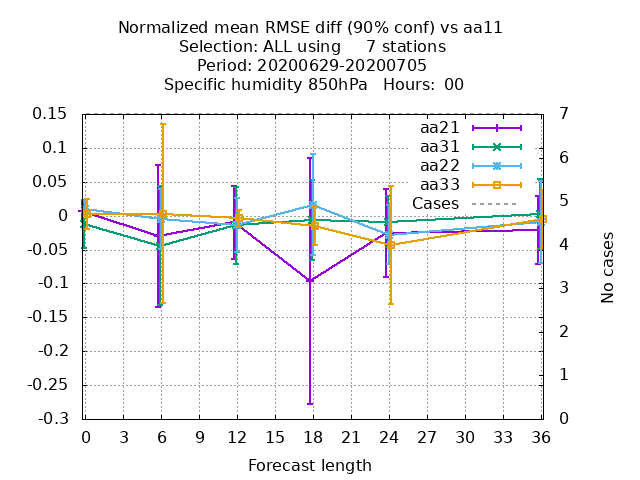 Normalized mean RMSE diff (90% conf) vs aa11
Selection: ALL using     7 stations
Period: 20200629-20200705
Specific humidity 850hPa   Hours: 00
0.15
0.1
0.05
0
-0.05
-0.1
-0.15
-0.2
-0.25
-0.3
aa21
aa31
aa22
aa33
Cases
7
6
5
4
3
2
1
0
No cases
0 3 6 9 12 15 18 21 24 27 30 33 36
Forecast length